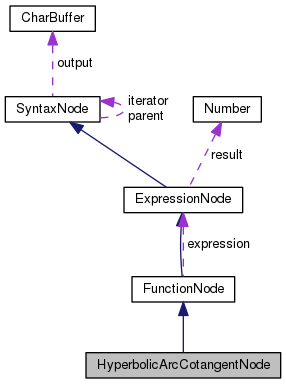 CharBuffer
output
SyntaxNode
iterator
parent
Number
result
ExpressionNode
expression
FunctionNode
HyperbolicArcCotangentNode